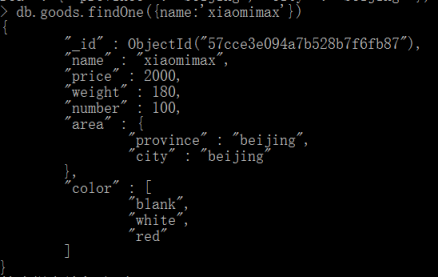 > db.goods.findOne({name:'xiaomimax'})
{
        "_id" : ObjectId("57cce3e094a7b528b7f6fb87"),
        "name" : "xiaomimax",
        "price" : 2000,
        "weight" : 180,
        "number" : 100,
        "area" : {
                "province" : "beijing",
                "city" : "beijing"
        },
        "color" : [
                "blank",
                "white",
                "red"
        ]
}